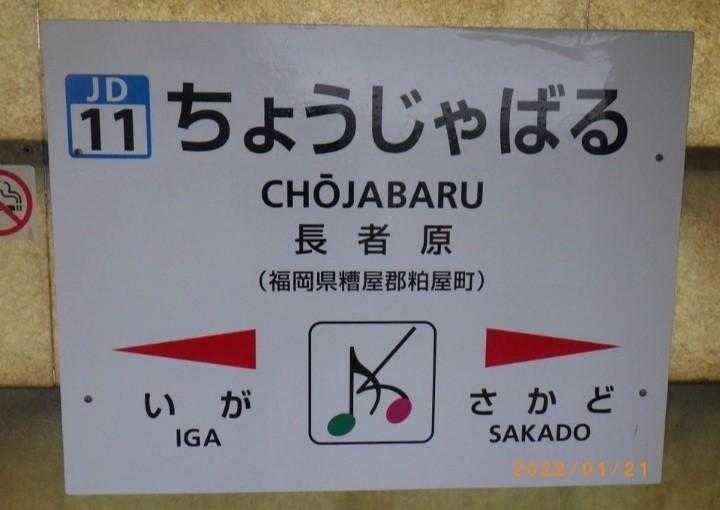 JD
11
ちょうじゃばる
CHŌJABARU
長者原
(福岡県糟屋郡粕屋町)
いが
IGA
さかど
SAKADO
2022/01/21